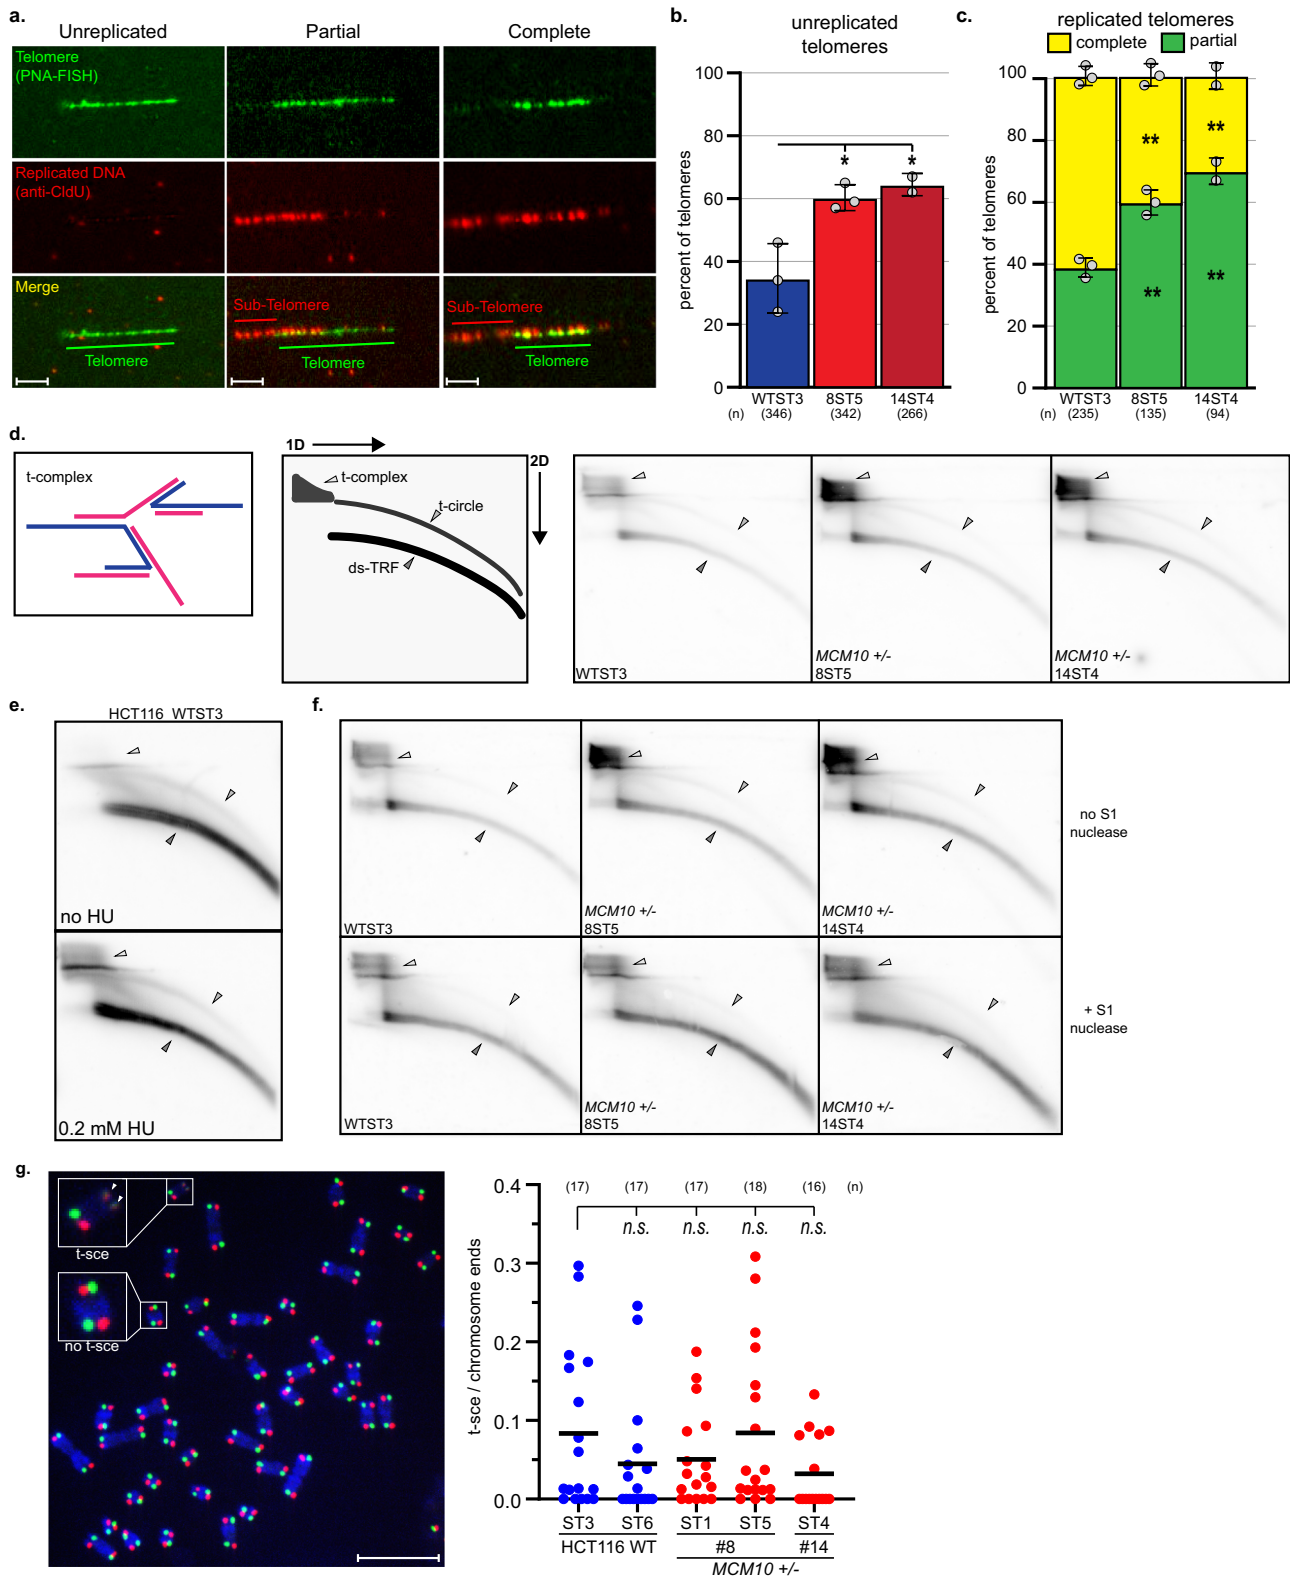 a.
Unreplicated
Partial
Complete
Telomere
(PNA-FISH)
Replicated DNA
(anti-CldU)
Merge
Sub-Telomere
Sub-Telomere
Telomere
Telomere
Telomere
b.
unreplicated
telomeres
percent of telomeres
100
80
60
40
20
0
*
*
WTST3
8ST5
14ST4
(n)
(346)
(342)
(266)
c.
replicated telomeres
complete
partial
percent of telomeres
100
80
60
40
20
0
**
**
**
**
WTST3
8ST5
14ST4
(n)
(235)
(135)
(94)
d.
t-complex
1D
2D
t-complex
t-circle
ds-TRF
WTST3
MCM10 +/-
8ST5
MCM10 +/-
14ST4
e.
HCT116 WTST3
no HU
0.2 mM HU
f.
WTST3
MCM10 +/-
8ST5
MCM10 +/-
14ST4
no S1
nuclease
WTST3
MCM10 +/-
8ST5
MCM10 +/-
14ST4
+ S1
nuclease
g.
t-sce
no t-sce
t-sce / chromosome ends
0.4
0.3
0.2
0.1
0.0
(17)
(17)
(17)
(18)
(16)
(n)
n.s.
n.s.
n.s.
n.s.
ST3
ST6
ST1
ST5
ST4
HCT116 WT
#8
#14
MCM10 +/-